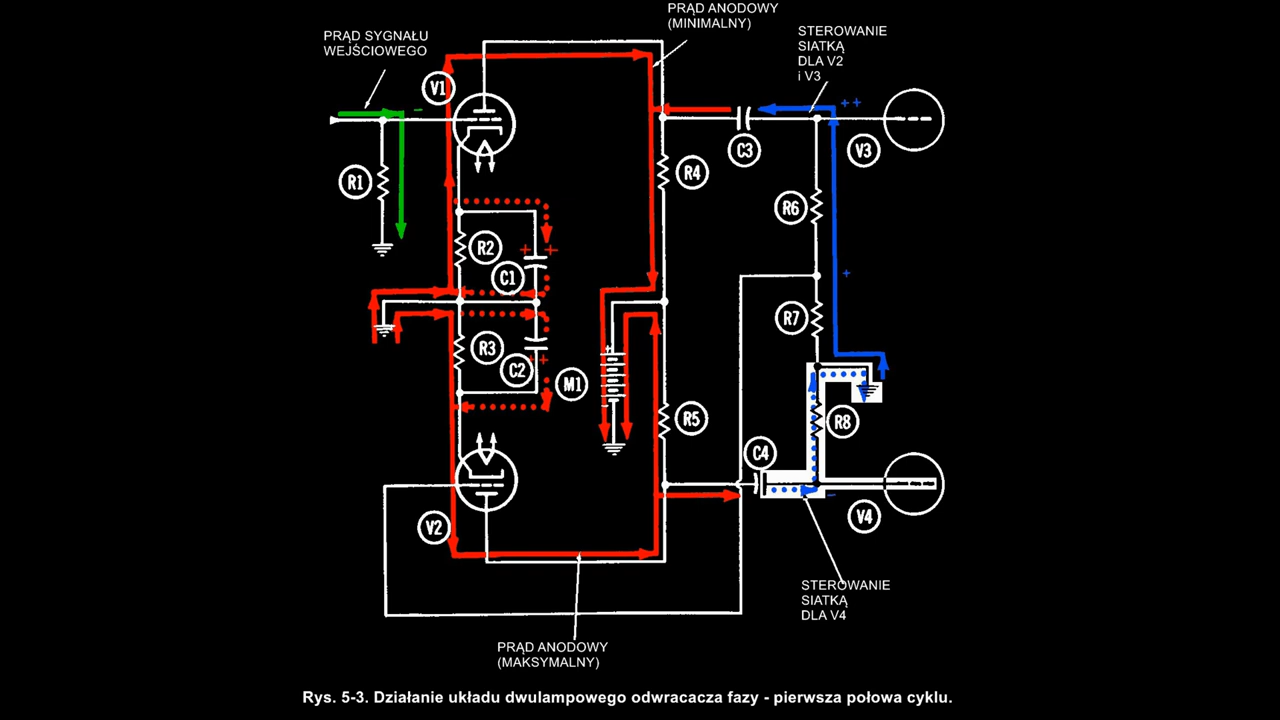 PRĄD ANODOWY
(MINIMALNY)
PRĄD SYGNAŁU
WEJŚCIOWEGO
STEROWANIE
SIATKĄ
DLA V2
i V3
V1
-
++
C3
V3
R1
R4
R6
R2
+ +
C1
+
R7
R3
C2
+ +
M1
+
-
R5
R8
C4
-
V4
V2
STEROWANIE
SIATKĄ
DLA V4
PRĄD ANODOWY
(MAKSYMALNY)
Rys. 5-3. Działanie układu dwulampowego odwracacza fazy - pierwsza połowa cyklu.